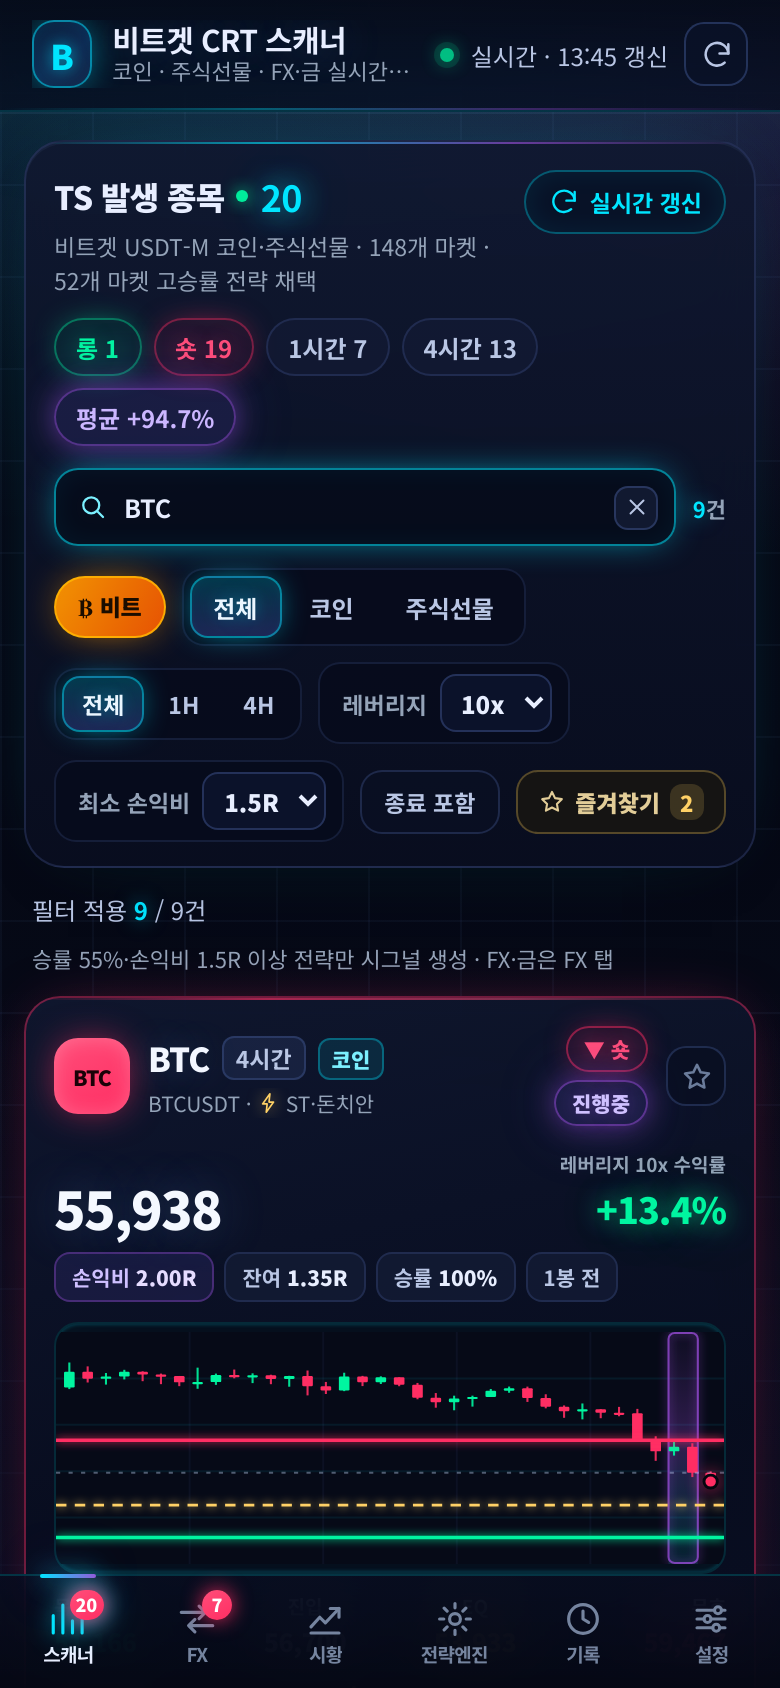 B
비트겟 CRT 스캐너
코인 · 주식선물 · FX·금 실시간…
실시간 · 13:45 갱신
TS 발생 종목 • 20
실시간 갱신
비트겟 USDT-M 코인·주식선물 · 148개 마켓 ·
52개 마켓 고승률 전략 채택
롱 1
숏 19
1시간 7
4시간 13
평균 +94.7%
BTC
9건
₿ 비트
전체
코인
주식선물
전체
1H
4H
레버리지
10x
최소 손익비
1.5R
종료 포함
즐겨찾기 2
필터 적용 9 / 9건
승률 55%·손익비 1.5R 이상 전략만 시그널 생성 · FX·금은 FX 탭
BTC
BTC
4시간
코인
▼ 숏
BTCUSDT · ⚡ ST·돈치안
진행중
레버리지 10x 수익률
55,938
+13.4%
손익비 2.00R
잔여 1.35R
승률 100%
1봉 전
20
7
스캐너
FX
시황
전략엔진
기록
설정